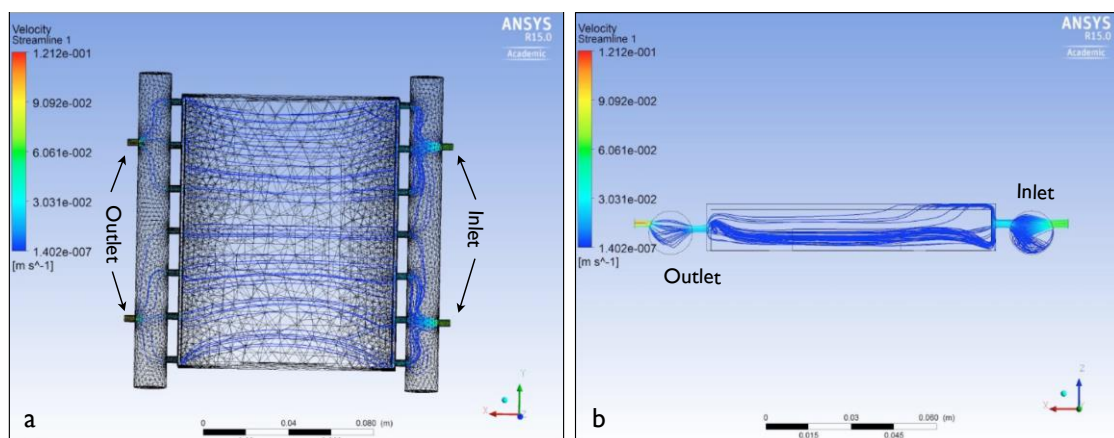 Velocity
Streamline 1
1.212e-001
9.092e-002
6.061e-002
3.031e-002
1.402e-007
[m s^-1]
ANSYS
R15.0
Academic
Outlet
Inlet
Y
X
0
0.04
0.080 (m)
a
Velocity
Streamline 1
1.212e-001
9.092e-002
6.061e-002
3.031e-002
1.402e-007
[m s^-1]
ANSYS
R15.0
Academic
Inlet
Outlet
Z
X
0
0.03
0.060 (m)
0.015
0.045
b